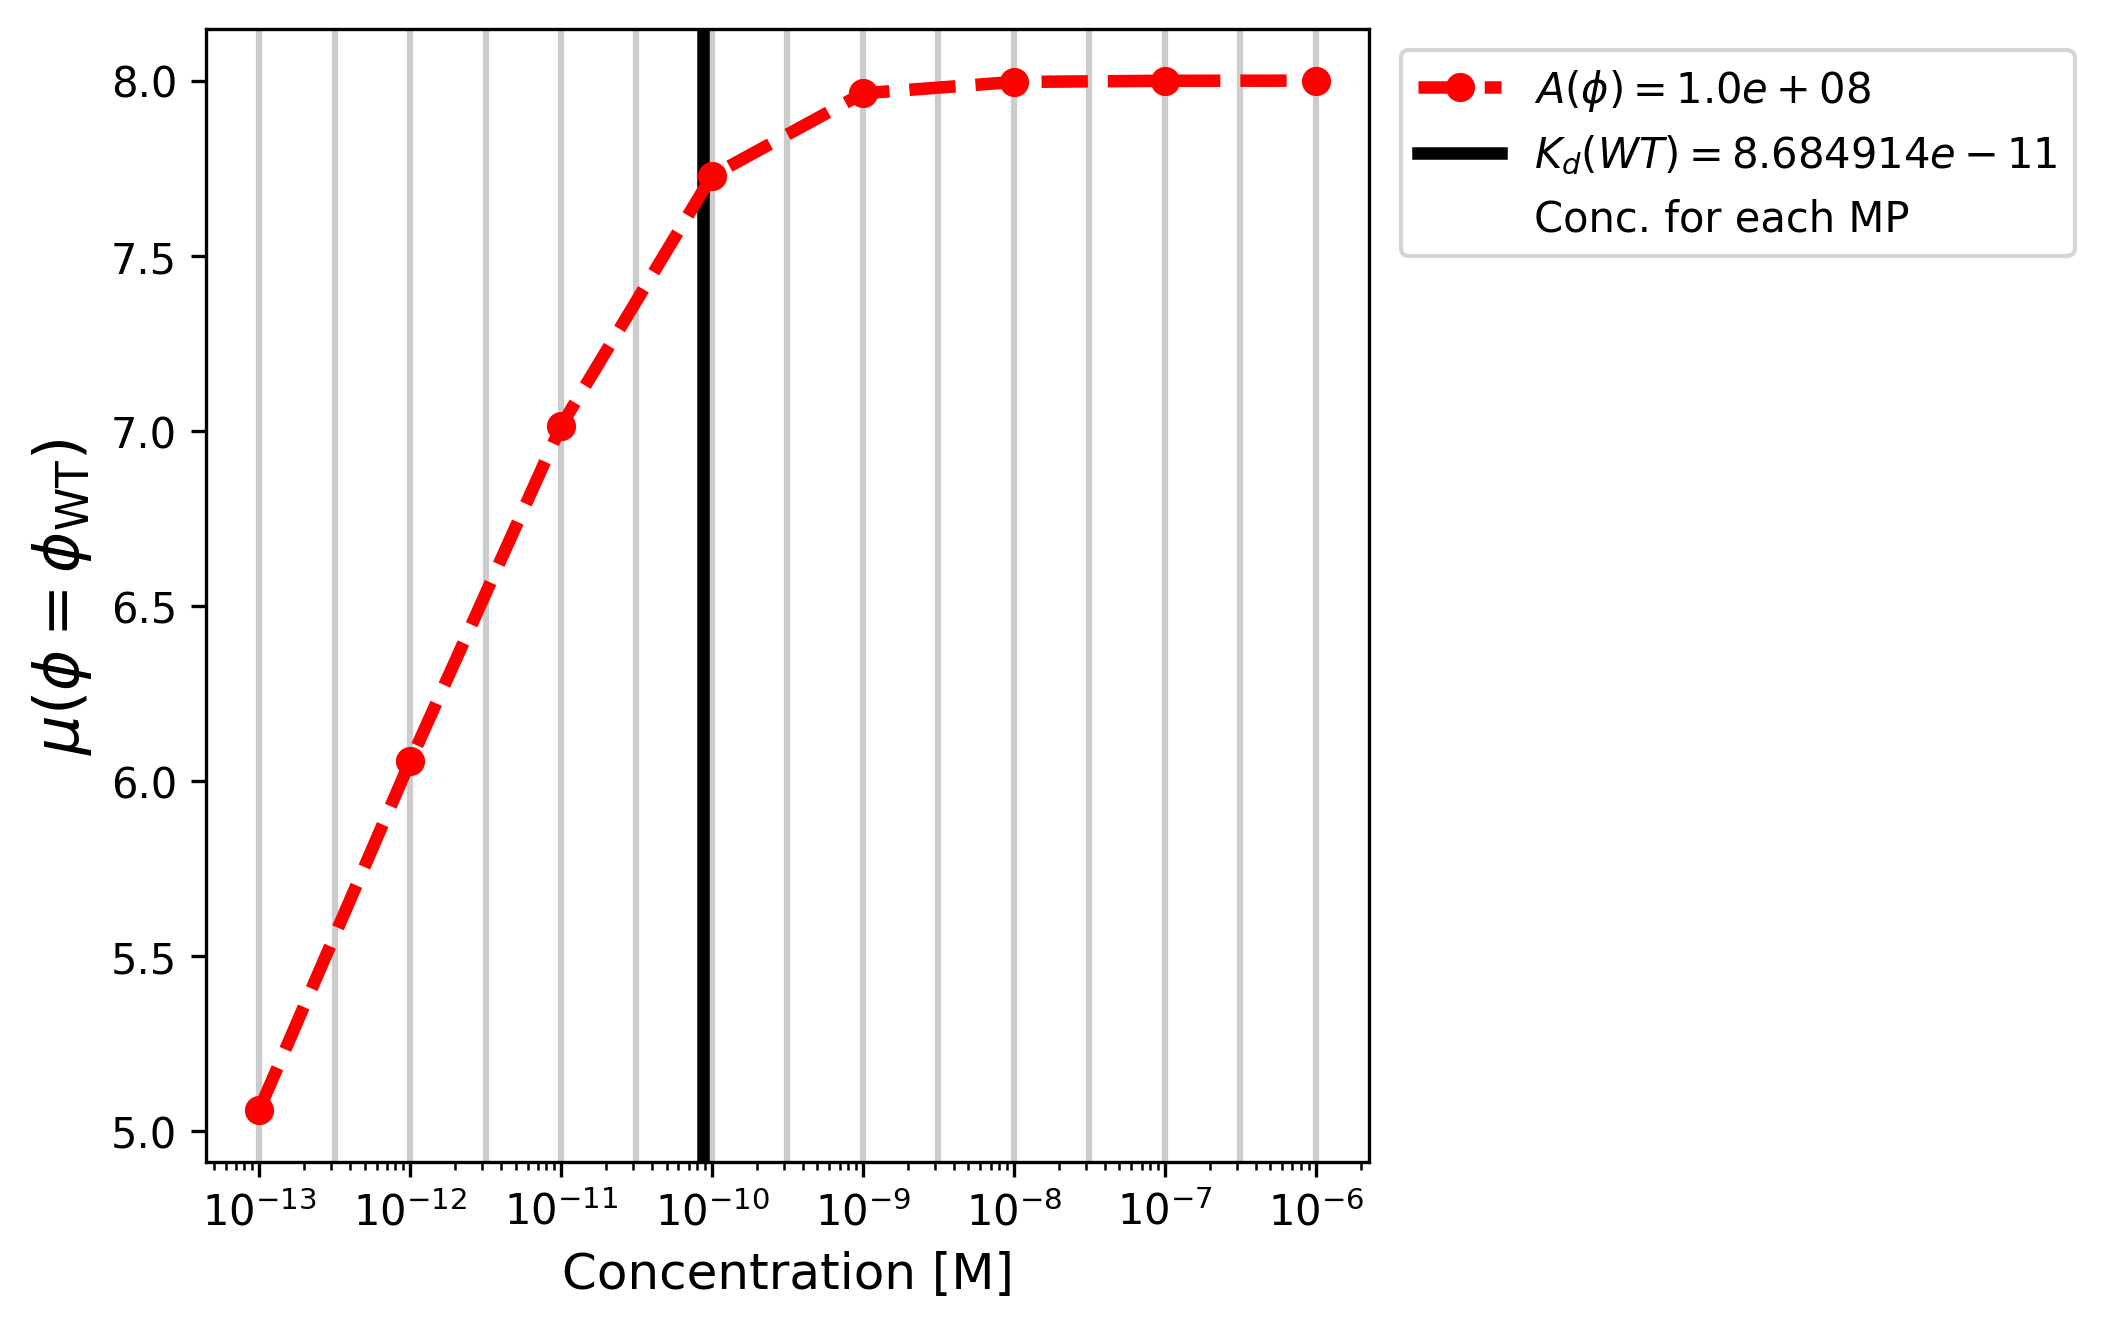 8.0
7.5
7.0
6.5
6.0
5.5
5.0
μ(ϕ = ϕ_WT)
10⁻¹³ 10⁻¹² 10⁻¹¹ 10⁻¹⁰ 10⁻⁹ 10⁻⁸ 10⁻⁷ 10⁻⁶
Concentration [M]
A(ϕ) = 1.0e + 08
K_d(WT) = 8.684914e − 11
Conc. for each MP